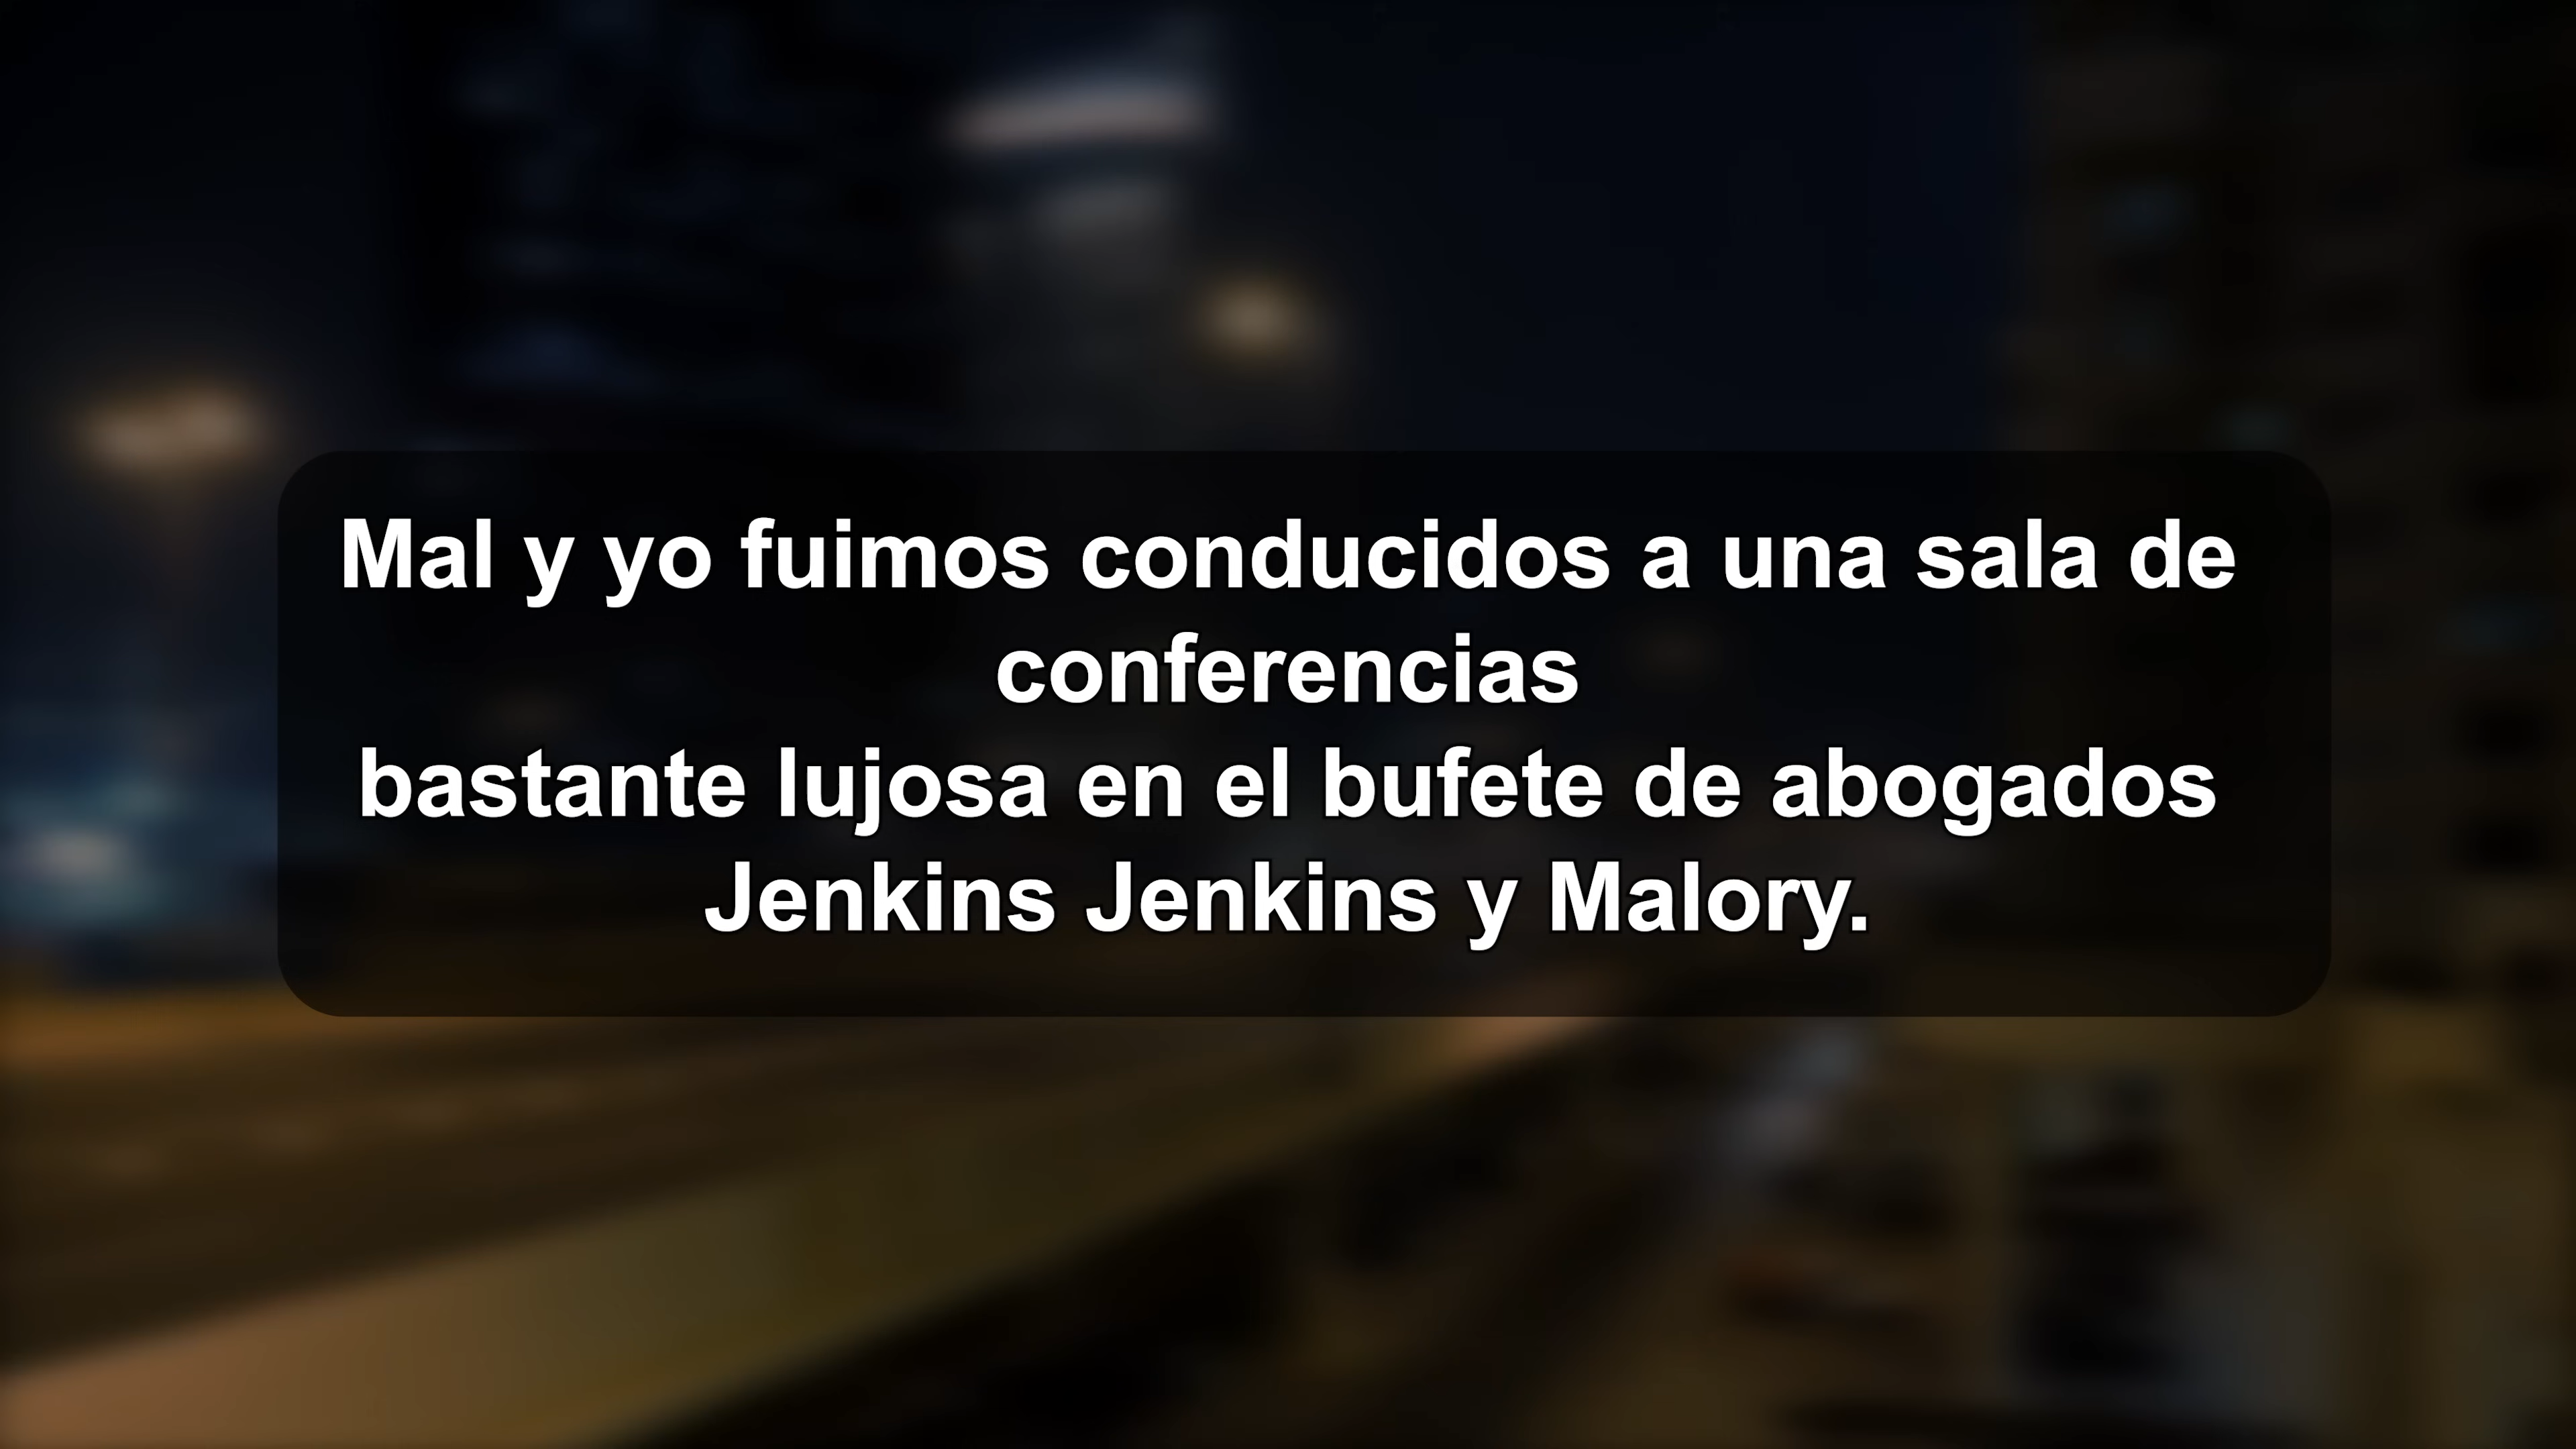 Mal y yo fuimos conducidos a una sala de
conferencias
bastante lujosa en el bufete de abogados
Jenkins Jenkins y Malory.